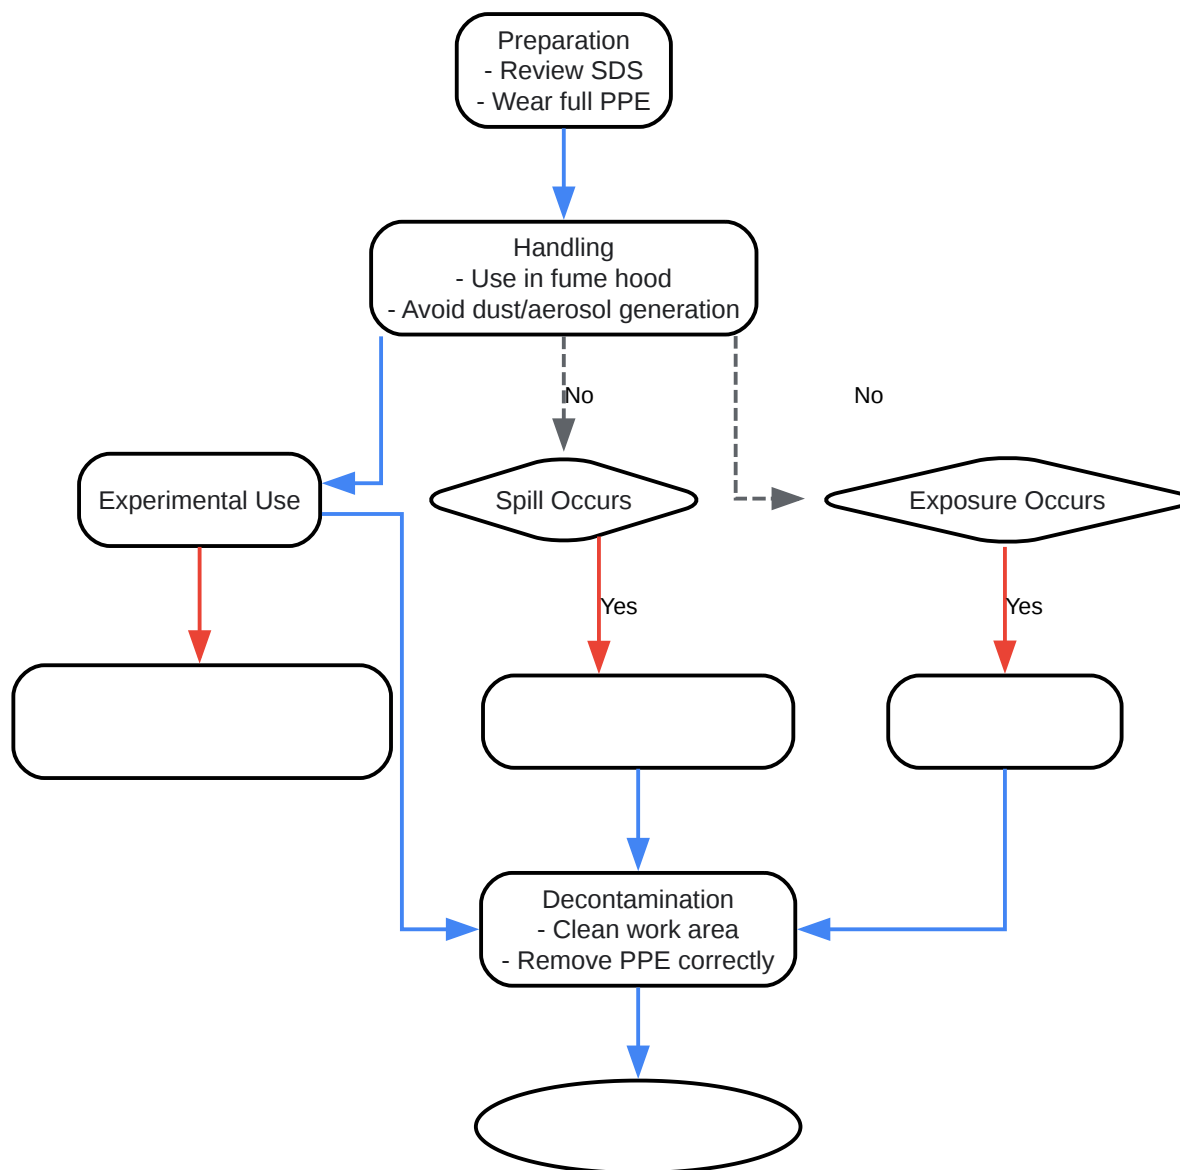 Preparation
- Review SDS
- Wear full PPE
Handling
- Use in fume hood
- Avoid dust/aerosol generation
No
No
Experimental Use
Spill Occurs
Exposure Occurs
Yes
Yes
Decontamination
- Clean work area
- Remove PPE correctly